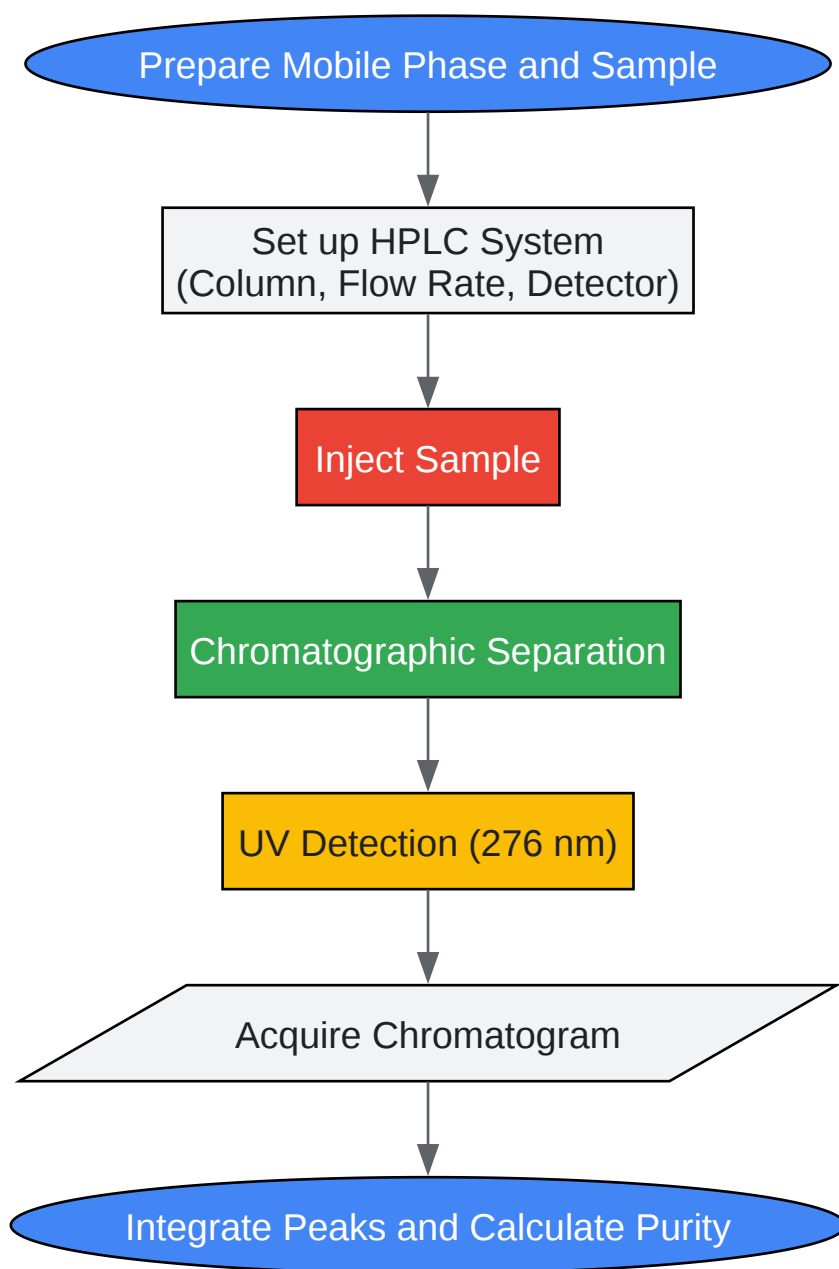 Prepare Mobile Phase and Sample
Set up HPLC System
(Column, Flow Rate, Detector)
Inject Sample
Chromatographic Separation
UV Detection (276 nm)
Acquire Chromatogram
Integrate Peaks and Calculate Purity